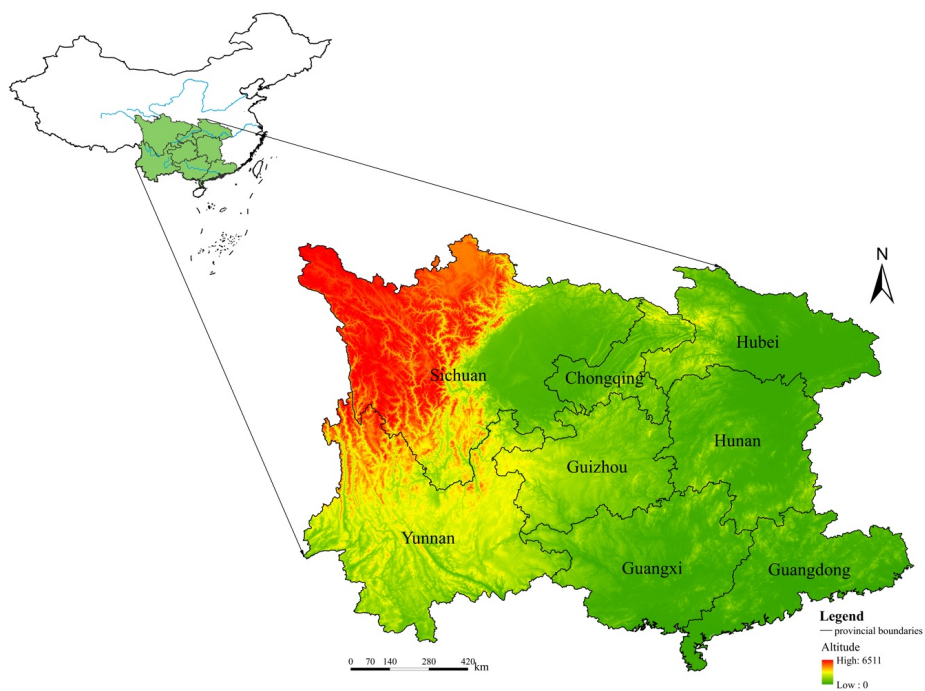 N
Hubei
Sichuan
Chongqing
Hunan
Guizhou
Yunnan
Guangxi
Guangdong
Legend
provincial boundaries
Altitude
High: 6511
Low : 0
0 70 140 280 420
km